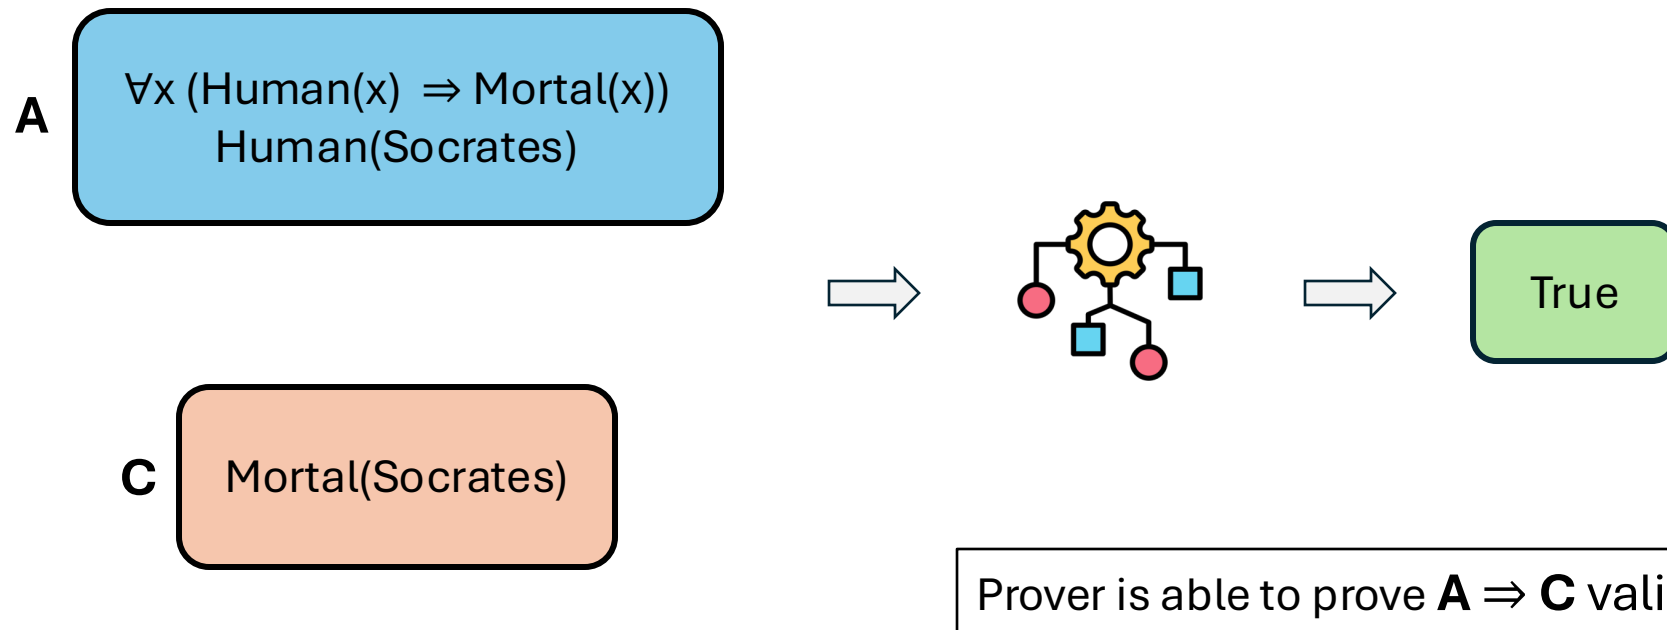 A
∀x (Human(x) ⇒ Mortal(x))
Human(Socrates)
True
C
Mortal(Socrates)
Prover is able to prove A ⇒ C vali